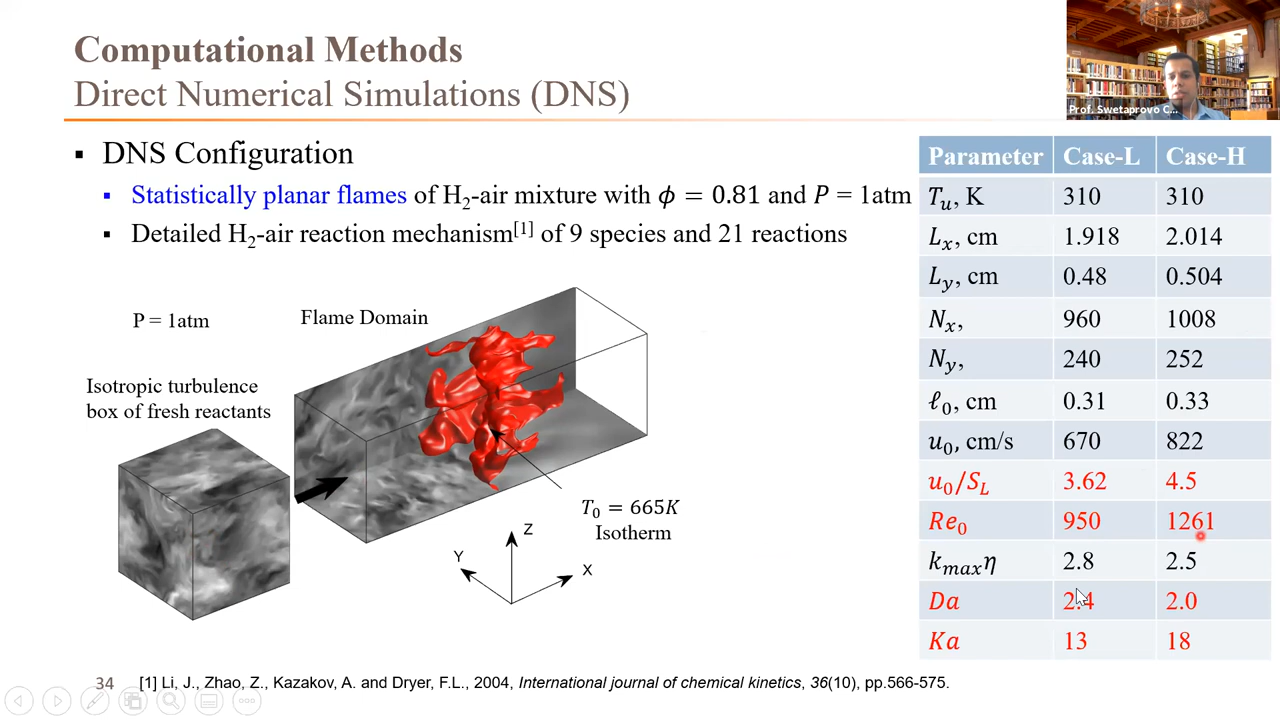 Computational Methods
Direct Numerical Simulations (DNS)
Prof. Swetaprovo C...
▪ DNS Configuration
▪ Statistically planar flames of H₂-air mixture with ϕ = 0.81 and P = 1atm
▪ Detailed H₂-air reaction mechanism[1] of 9 species and 21 reactions
P = 1atm
Flame Domain
Isotropic turbulence
box of fresh reactants
T₀ = 665K
Isotherm
Z
Y
X
Parameter Case-L Case-H
Tᵤ, K 310 310
Lₓ, cm 1.918 2.014
L_y, cm 0.48 0.504
Nₓ, 960 1008
N_y, 240 252
ℓ₀, cm 0.31 0.33
u₀, cm/s 670 822
u₀/S_L 3.62 4.5
Re₀ 950 1261
k_max η 2.8 2.5
Da 2.4 2.0
Ka 13 18
34 [1] Li, J., Zhao, Z., Kazakov, A. and Dryer, F.L., 2004, International journal of chemical kinetics, 36(10), pp.566-575.